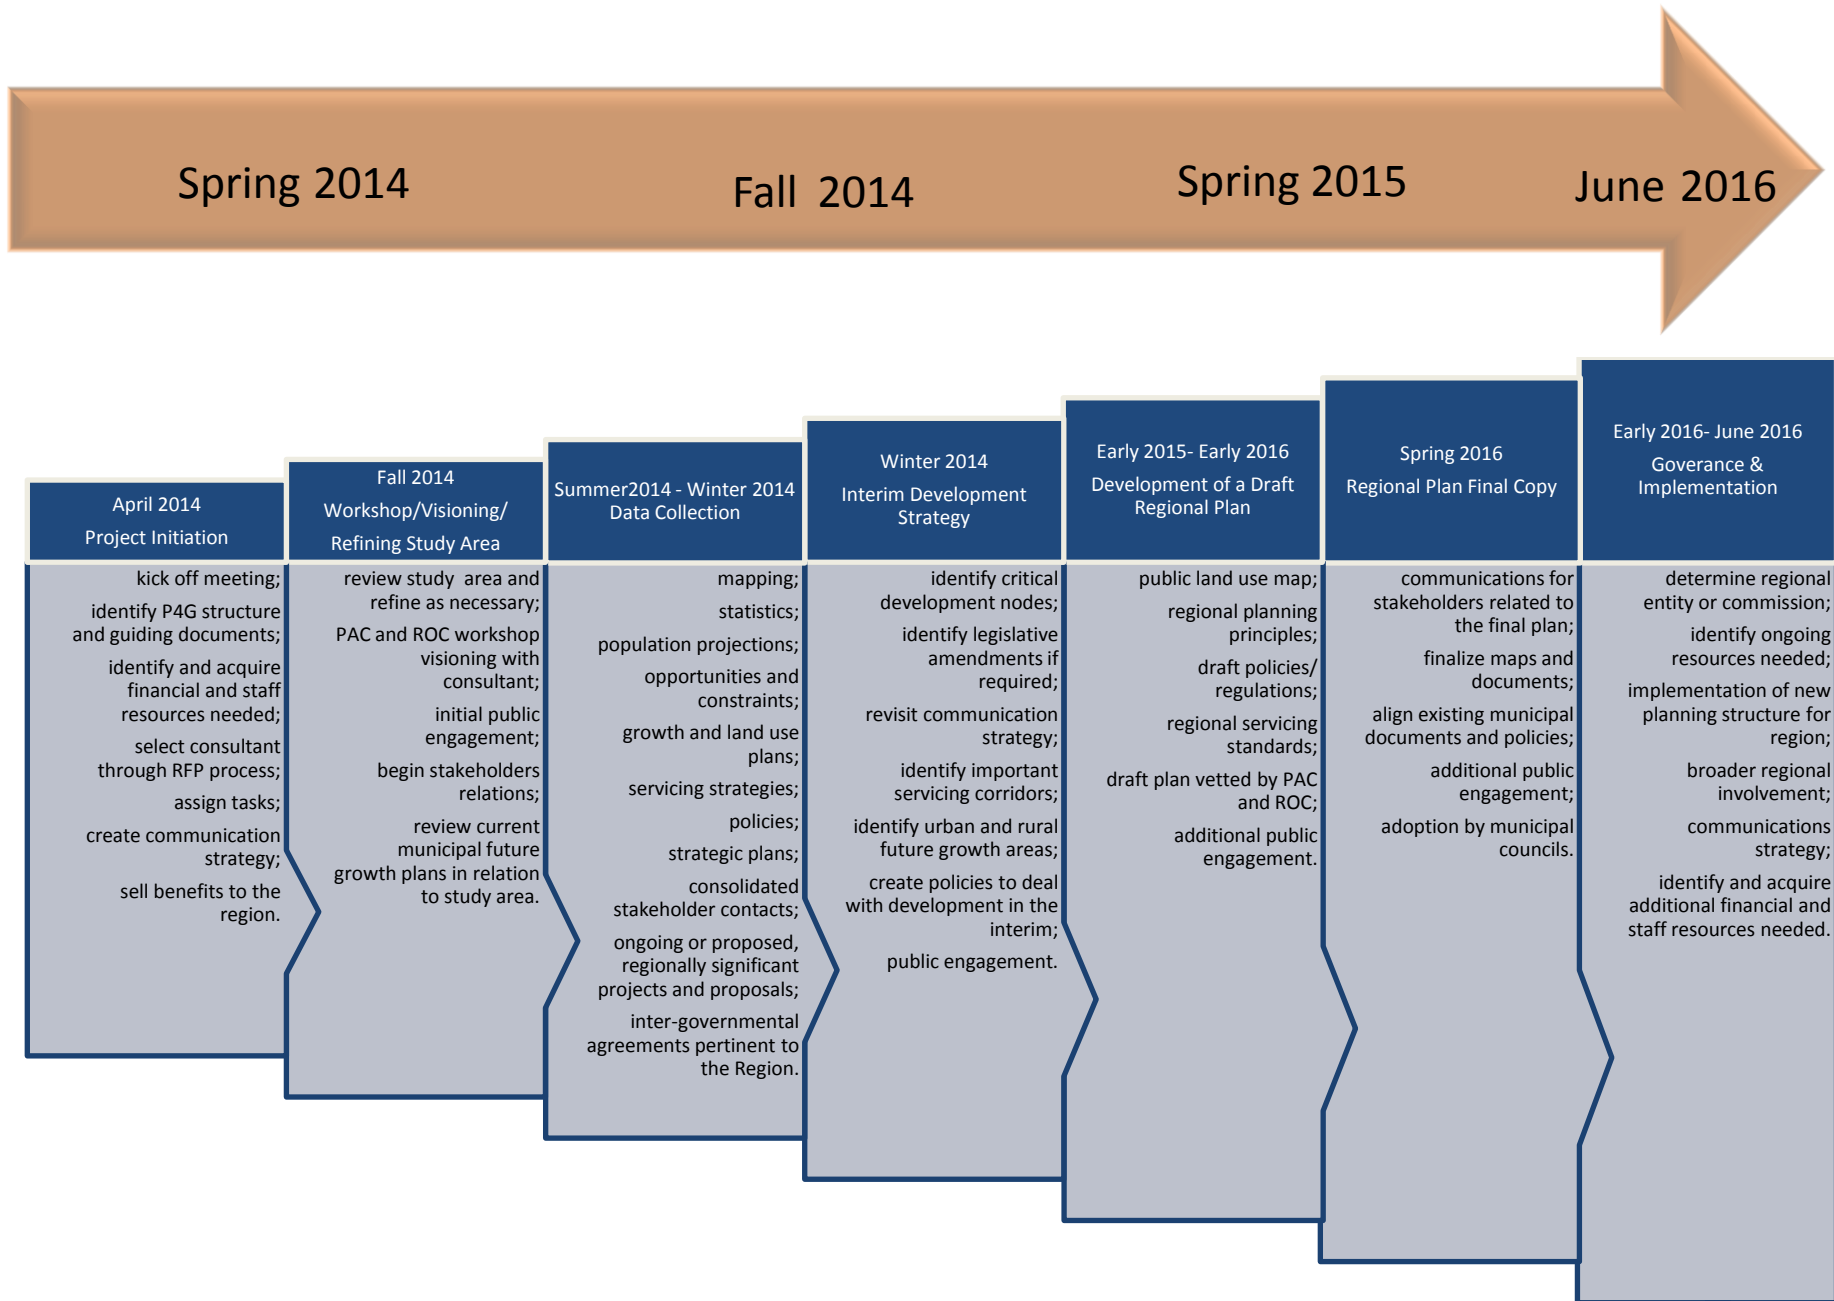 Spring 2014
Fall 2014
Spring 2015
June 2016
April 2014
Project Initiation
kick off meeting;
identify P4G structure
and guiding documents;
identify and acquire
financial and staff
resources needed;
select consultant
through RFP process;
assign tasks;
create communication
strategy;
sell benefits to the
region.
Fall 2014
Workshop/Visioning/
Refining Study Area
review study area and
refine as necessary;
PAC and ROC workshop
visioning with
consultant;
initial public
engagement;
begin stakeholders
relations;
review current
municipal future
growth plans in relation
to study area.
Summer2014 - Winter 2014
Data Collection
mapping;
statistics;
population projections;
opportunities and
constraints;
growth and land use
plans;
servicing strategies;
policies;
strategic plans;
consolidated
stakeholder contacts;
ongoing or proposed,
regionally significant
projects and proposals;
inter-governmental
agreements pertinent to
the Region.
Winter 2014
Interim Development
Strategy
identify critical
development nodes;
identify legislative
amendments if
required;
revisit communication
strategy;
identify important
servicing corridors;
identify urban and rural
future growth areas;
create policies to deal
with development in the
interim;
public engagement.
Early 2015- Early 2016
Development of a Draft
Regional Plan
public land use map;
regional planning
principles;
draft policies/
regulations;
regional servicing
standards;
draft plan vetted by PAC
and ROC;
additional public
engagement.
Spring 2016
Regional Plan Final Copy
communications for
stakeholders related to
the final plan;
finalize maps and
documents;
align existing municipal
documents and policies;
additional public
engagement;
adoption by municipal
councils.
Early 2016- June 2016
Goverance &
Implementation
determine regional
entity or commission;
identify ongoing
resources needed;
implementation of new
planning structure for
region;
broader regional
involvement;
communications
strategy;
identify and acquire
additional financial and
staff resources needed.